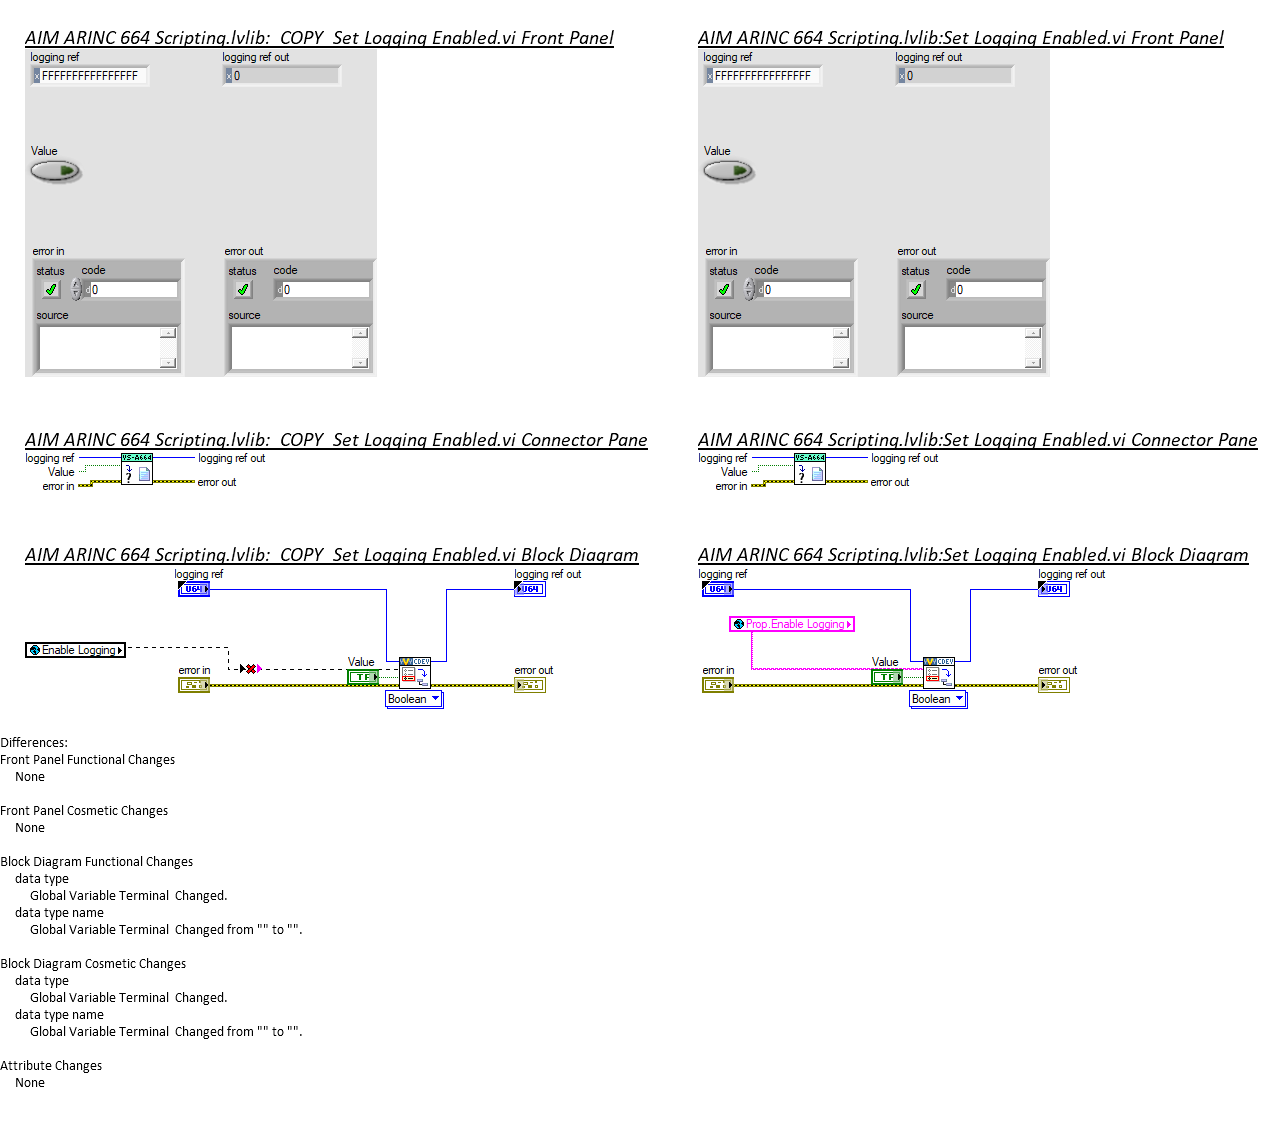 AIM ARINC 664 Scripting.lvlib:_COPY_Set Logging Enabled.vi Front Panel
logging ref
logging ref out
x FFFFFFFFFFFFFFFF
x 0
Value
error in
error out
status
code
status
code
d 0
d 0
source
source
AIM ARINC 664 Scripting.lvlib:Set Logging Enabled.vi Front Panel
logging ref
logging ref out
x FFFFFFFFFFFFFFFF
x 0
Value
error in
error out
status
code
status
code
d 0
d 0
source
source
AIM ARINC 664 Scripting.lvlib:_COPY_Set Logging Enabled.vi Connector Pane
logging ref
logging ref out
VS-A664
Value
?
error in
error out
AIM ARINC 664 Scripting.lvlib:Set Logging Enabled.vi Connector Pane
logging ref
logging ref out
VS-A664
Value
?
error in
error out
AIM ARINC 664 Scripting.lvlib:_COPY_Set Logging Enabled.vi Block Diagram
logging ref
logging ref out
U64
U64
Enable Logging
Value
CDEV
error in
error out
TF
Boolean
AIM ARINC 664 Scripting.lvlib:Set Logging Enabled.vi Block Diagram
logging ref
logging ref out
U64
U64
Prop.Enable Logging
Value
CDEV
error in
error out
TF
Boolean
Differences:
Front Panel Functional Changes
None
Front Panel Cosmetic Changes
None
Block Diagram Functional Changes
data type
Global Variable Terminal  Changed.
data type name
Global Variable Terminal  Changed from "" to "".
Block Diagram Cosmetic Changes
data type
Global Variable Terminal  Changed.
data type name
Global Variable Terminal  Changed from "" to "".
Attribute Changes
None